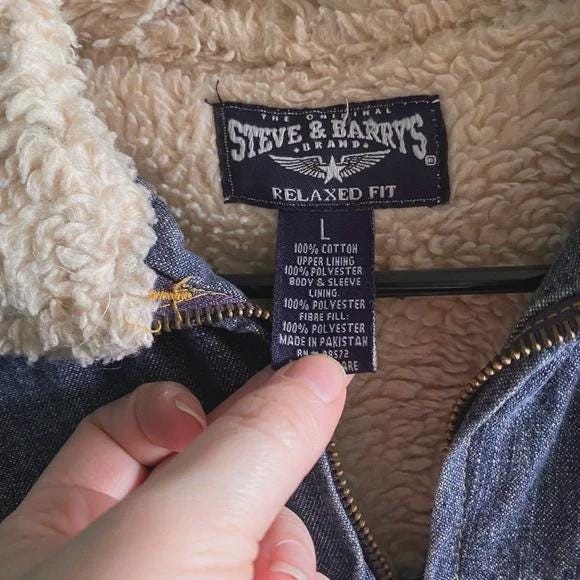 THE ORIGINAL
STEVE & BARRY'S
•BRAND•
®
RELAXED FIT
L
100% COTTON
UPPER LINING
100% POLYESTER
BODY & SLEEVE
LINING:
100% POLYESTER
FIBRE FILL:
100% POLYESTER
MADE IN PAKISTAN